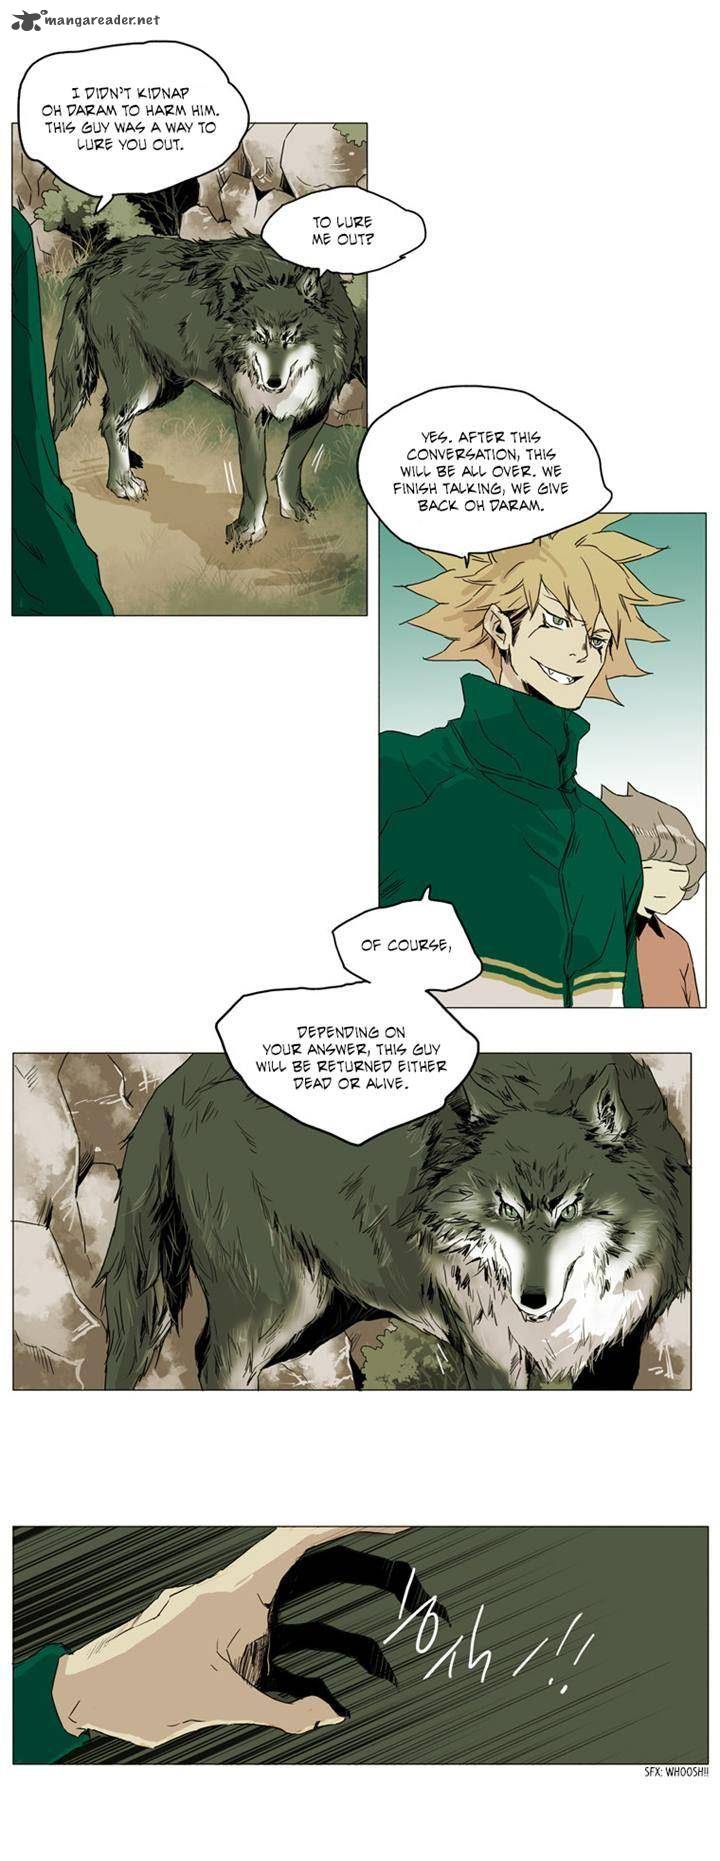 mangareader.net
I DIDN'T KIDNAP
OH DARAM TO HARM HIM.
THIS GUY WAS A WAY TO
LURE YOU OUT.
TO LURE
ME OUT?
YES. AFTER THIS
CONVERSATION, THIS
WILL BE ALL OVER. WE
FINISH TALKING, WE GIVE
BACK OH DARAM.
OF COURSE,
DEPENDING ON
YOUR ANSWER, THIS GUY
WILL BE RETURNED EITHER
DEAD OR ALIVE.
SFX: WHOOSH!!